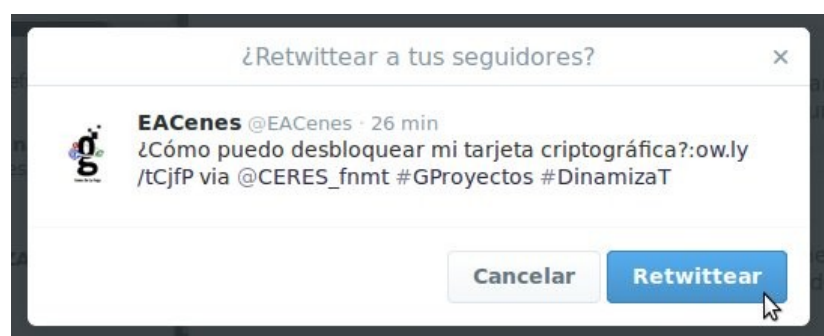 ¿Retwittear a tus seguidores?
×
EACenes @EACenes · 26 min
¿Cómo puedo desbloquear mi tarjeta criptográfica?:ow.ly
/tCjfP via @CERES_fnmt #GProyectos #DinamizaT
Cancelar
Retwittear